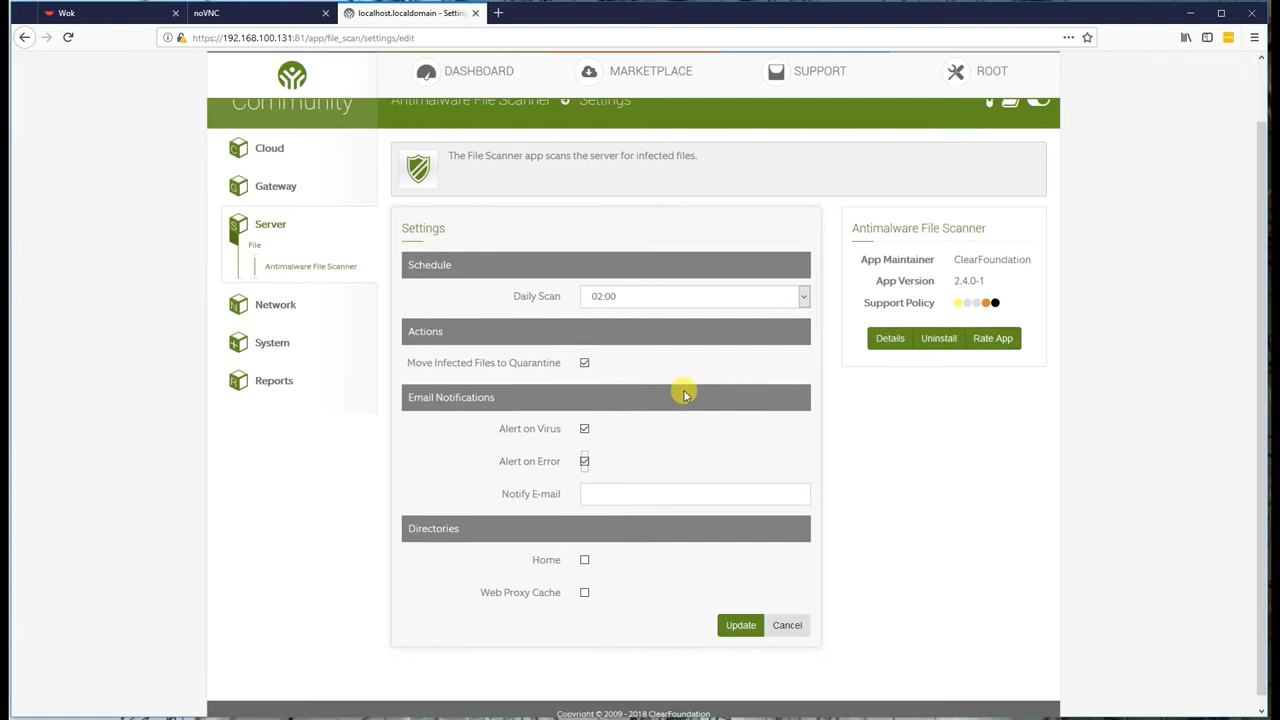 Wok
noVNC
localhost.localdomain - Settin
https://192.168.100.131:81/app/file_scan/settings/edit
DASHBOARD
MARKETPLACE
SUPPORT
ROOT
Community
Antimalware File Scanner
Settings
Cloud
Gateway
Server
File
Antimalware File Scanner
Network
System
Reports
The File Scanner app scans the server for infected files.
Settings
Schedule
Daily Scan 02:00
Actions
Move Infected Files to Quarantine
Email Notifications
Alert on Virus
Alert on Error
Notify E-mail
Directories
Home
Web Proxy Cache
Update Cancel
Antimalware File Scanner
App Maintainer ClearFoundation
App Version 2.4.0-1
Support Policy
Details Uninstall Rate App
Copyright © 2009 - 2018 ClearFoundation